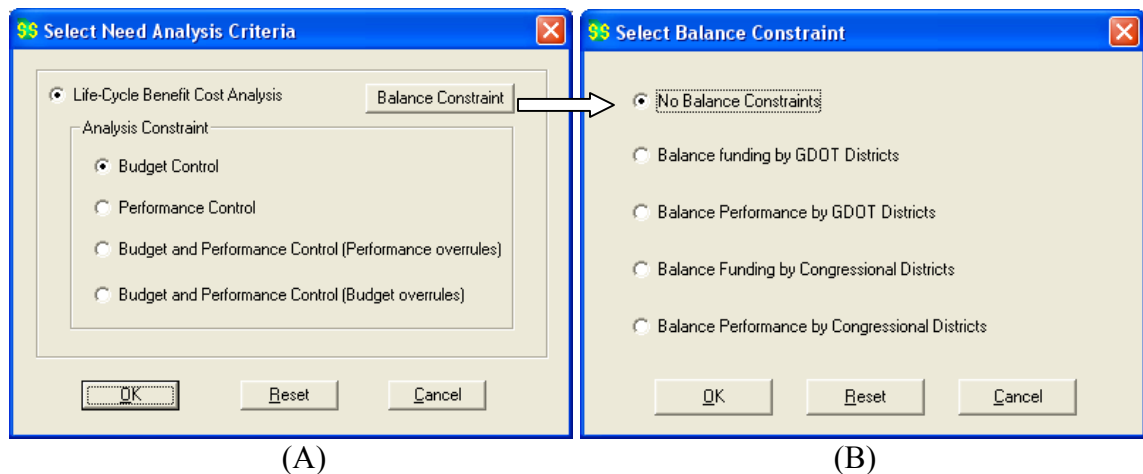 $$ Select Need Analysis Criteria
Life-Cycle Benefit Cost Analysis
Balance Constraint
Analysis Constraint
Budget Control
Performance Control
Budget and Performance Control (Performance overrules)
Budget and Performance Control (Budget overrules)
OK
Reset
Cancel
(A)
$$ Select Balance Constraint
No Balance Constraints
Balance funding by GDOT Districts
Balance Performance by GDOT Districts
Balance Funding by Congressional Districts
Balance Performance by Congressional Districts
OK
Reset
Cancel
(B)